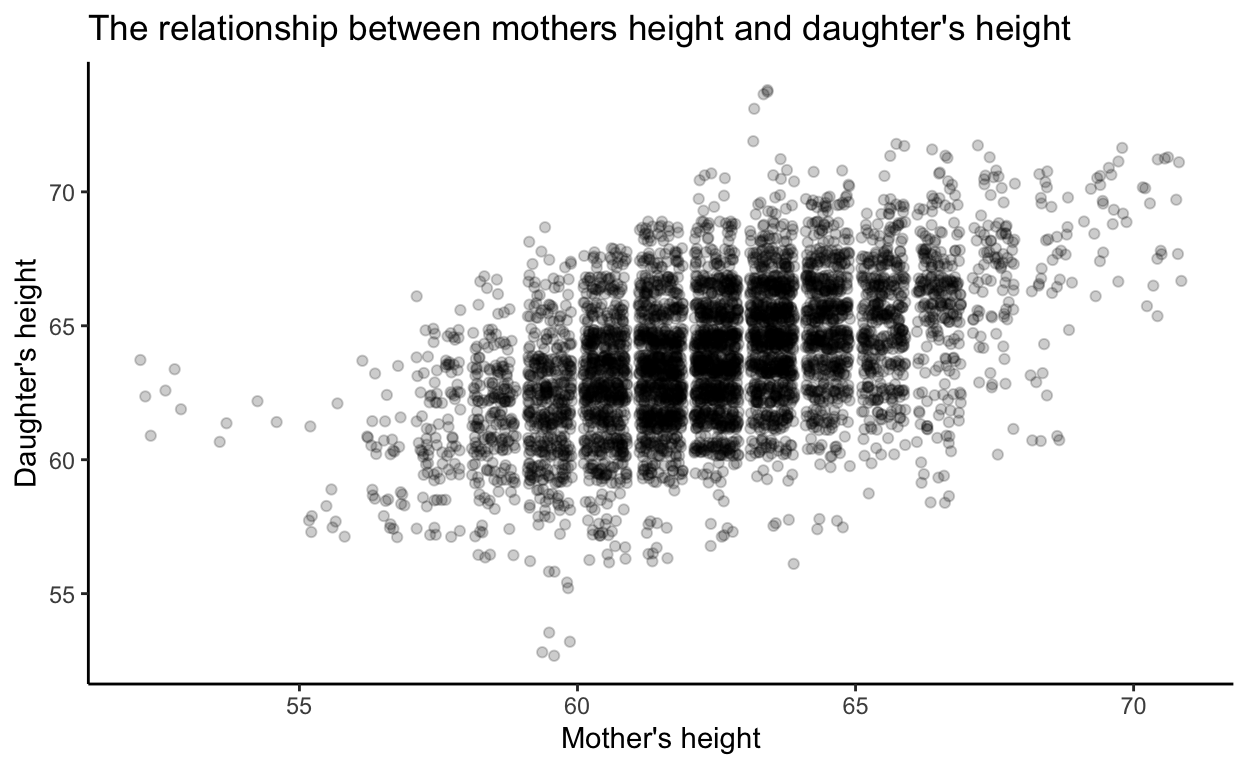 The relationship between mothers height and daughter's height
70
65
60
55
Daughter's height
55 60 65 70
Mother's height